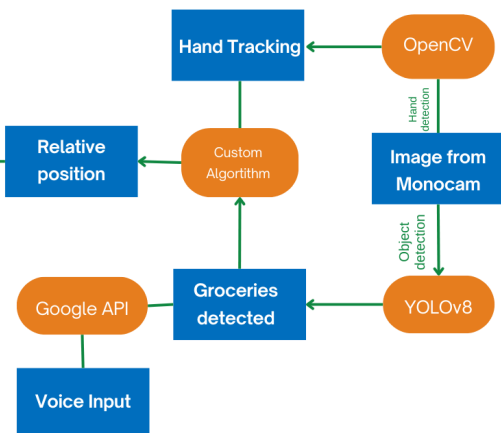 Hand Tracking
OpenCV
Hand
detection
Relative
position
Custom
Algortithm
Image from
Monocam
Object
detection
Google API
Groceries
detected
YOLOv8
Voice Input